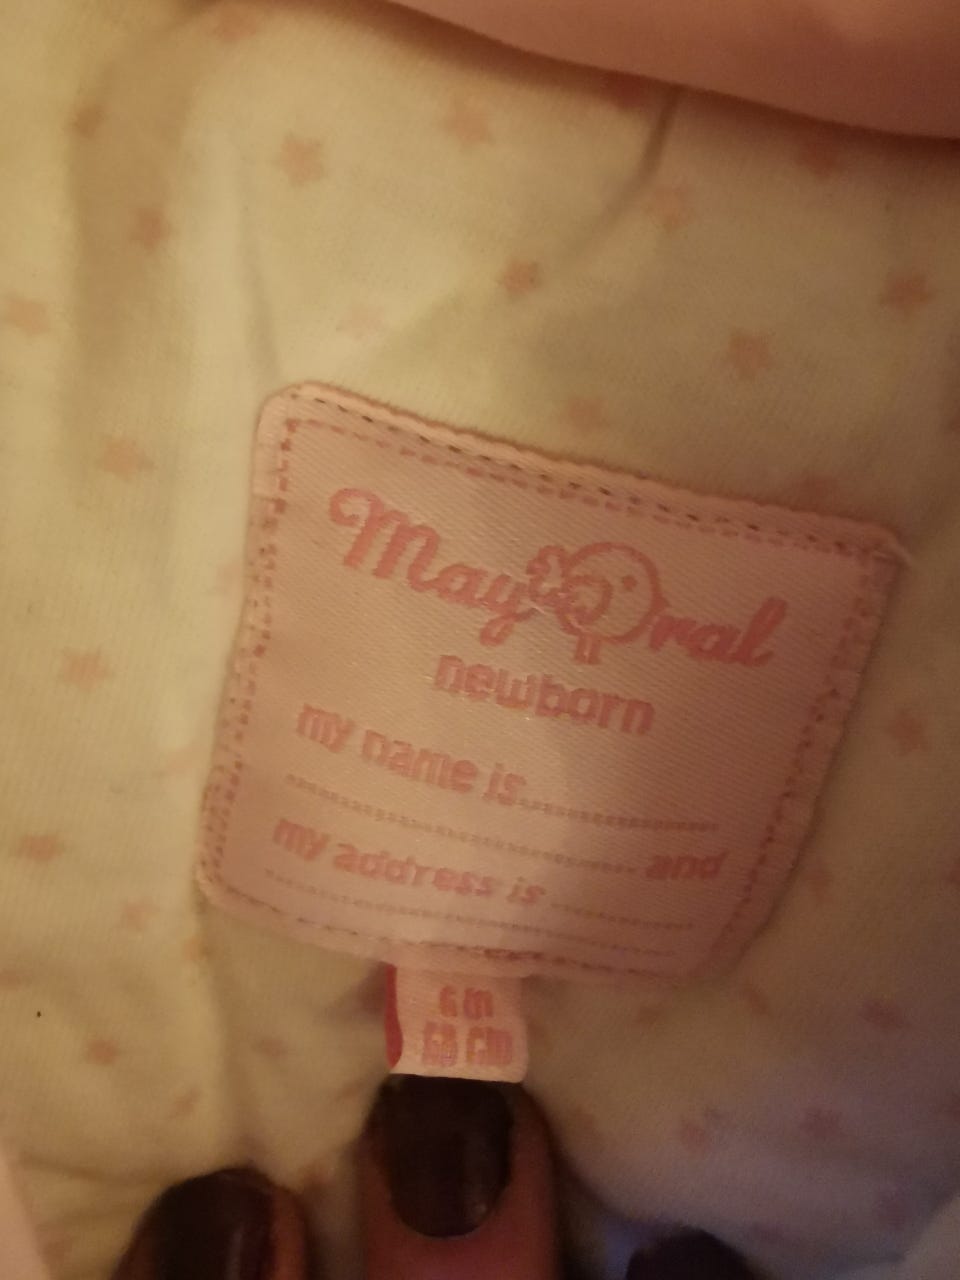 Mayoral
newborn
my name is....................
.............................. and
my address is ...............
..............................
6 m
68 cm